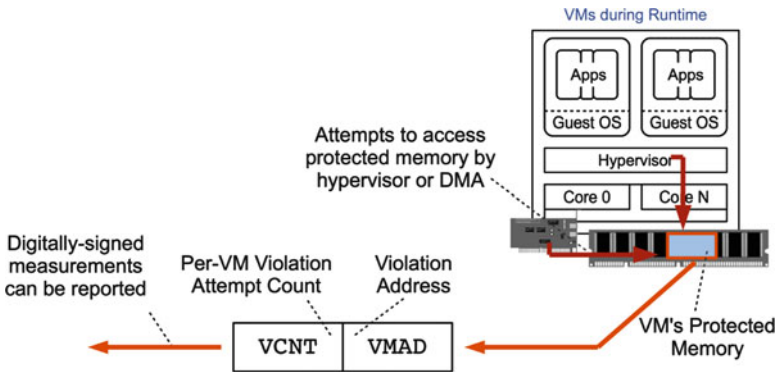 VMs during Runtime
Apps
Apps
Guest OS
Guest OS
Attempts to access
protected memory by
hypervisor or DMA
Hypervisor
Core 0
Core N
Digitally-signed
measurements
can be reported
Per-VM Violation
Attempt Count
Violation
Address
VM's Protected
Memory
VCNT
VMAD